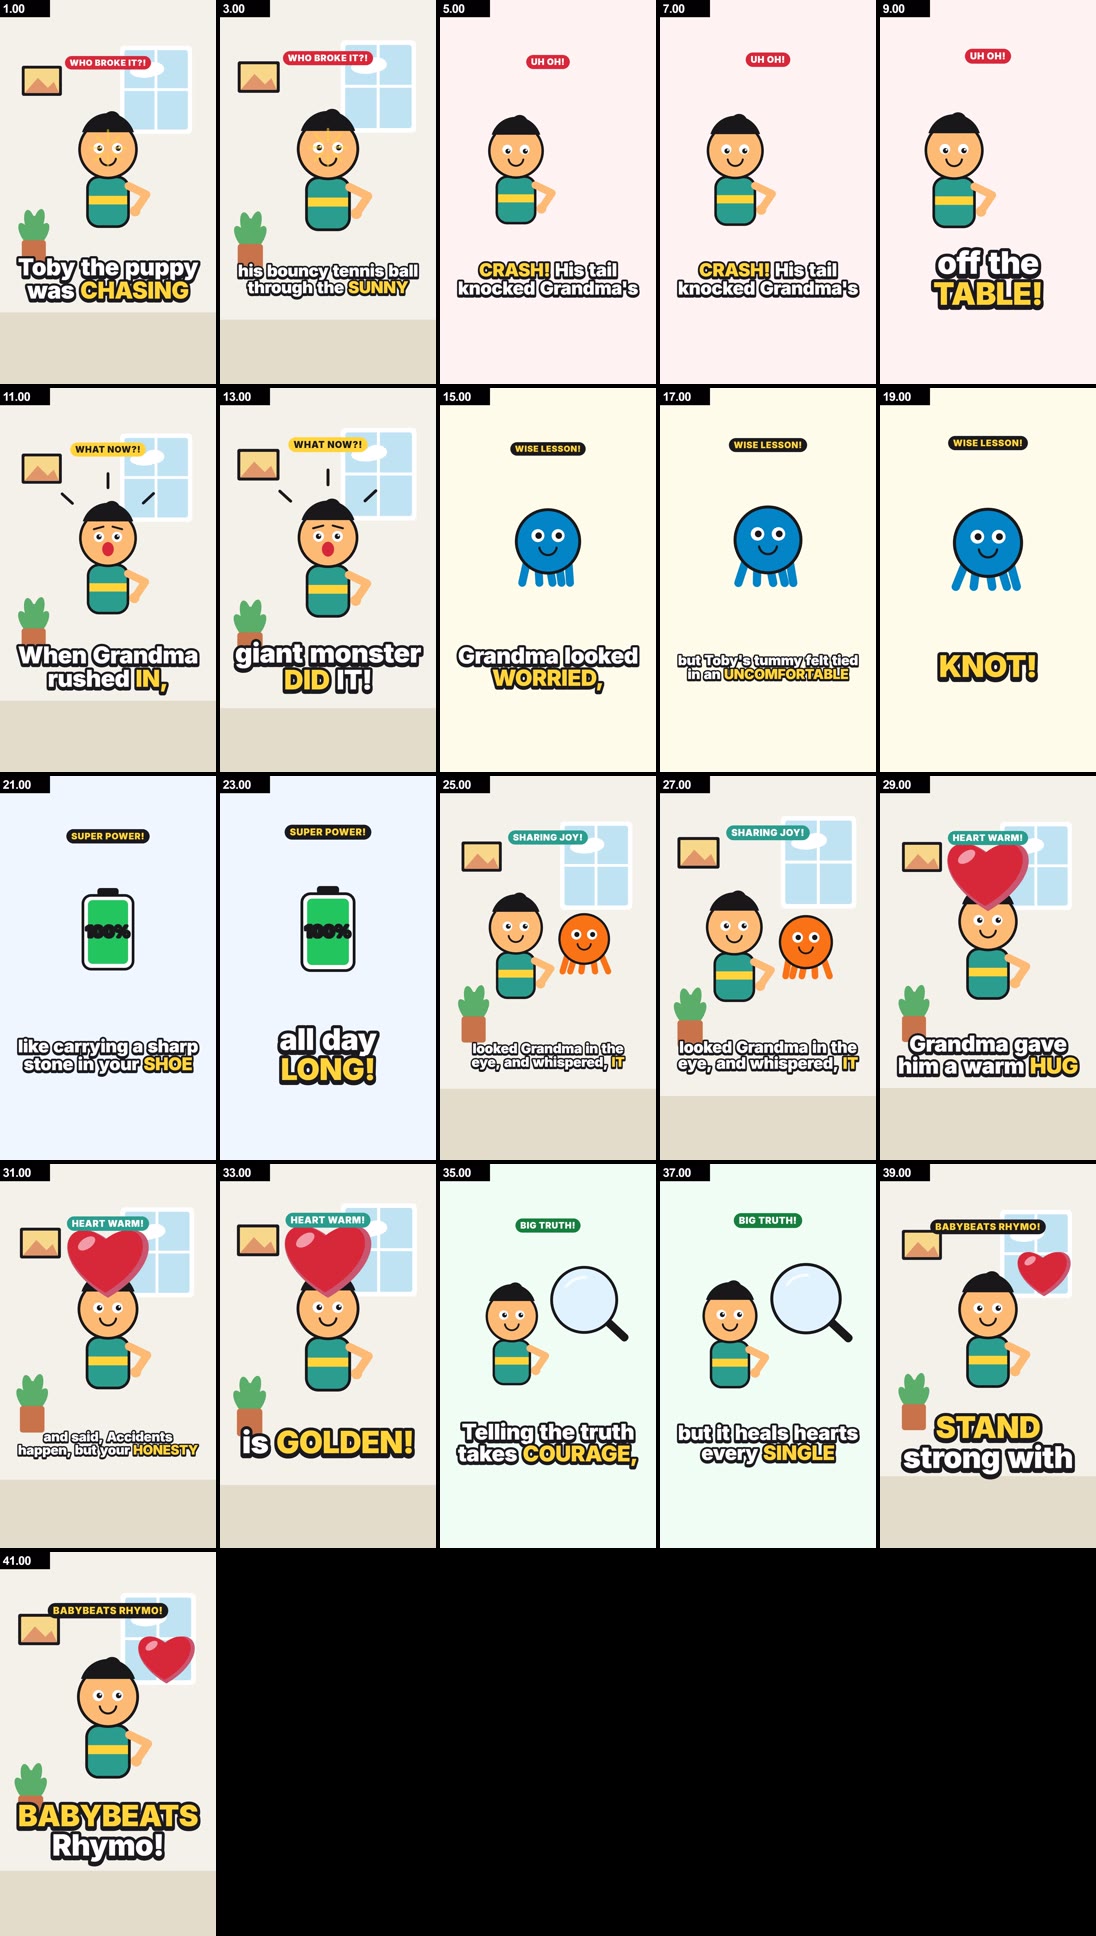 1.00
WHO BROKE IT?!
Toby the puppy
was CHASING
3.00
WHO BROKE IT?!
his bouncy tennis ball
through the SUNNY
5.00
UH OH!
CRASH! His tail
knocked Grandma's
7.00
UH OH!
CRASH! His tail
knocked Grandma's
9.00
UH OH!
off the
TABLE!
11.00
WHAT NOW?!
When Grandma
rushed IN,
13.00
WHAT NOW?!
giant monster
DID IT!
15.00
WISE LESSON!
Grandma looked
WORRIED,
17.00
WISE LESSON!
but Toby's tummy felt tied
in an UNCOMFORTABLE
19.00
WISE LESSON!
KNOT!
21.00
SUPER POWER!
100%
like carrying a sharp
stone in your SHOE
23.00
SUPER POWER!
100%
all day
LONG!
25.00
SHARING JOY!
looked Grandma in the
eye, and whispered, IT
27.00
SHARING JOY!
looked Grandma in the
eye, and whispered, IT
29.00
HEART WARM!
Grandma gave
him a warm HUG
31.00
HEART WARM!
and said, Accidents
happen, but your HONESTY
33.00
HEART WARM!
is GOLDEN!
35.00
BIG TRUTH!
Telling the truth
takes COURAGE,
37.00
BIG TRUTH!
but it heals hearts
every SINGLE
39.00
BABYBEATS RHYMO!
STAND
strong with
41.00
BABYBEATS RHYMO!
BABYBEATS
Rhymo!